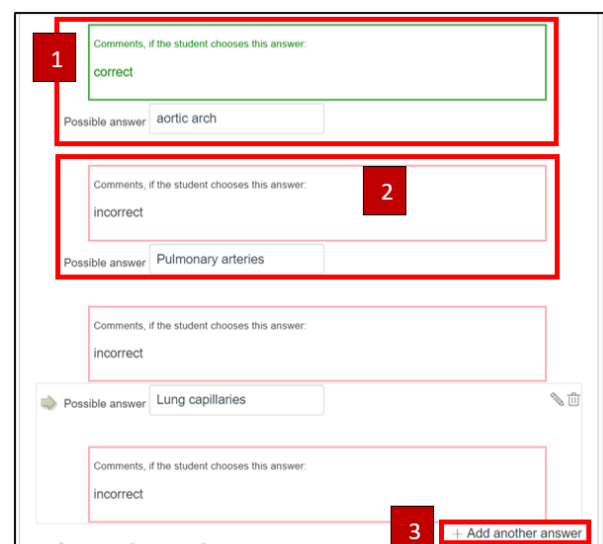 1
Comments, if the student chooses this answer:
correct
Possible answer aortic arch
2
Comments, if the student chooses this answer:
incorrect
Possible answer Pulmonary arteries
Comments, if the student chooses this answer:
incorrect
Possible answer Lung capillaries
Comments, if the student chooses this answer:
incorrect
3 + Add another answer